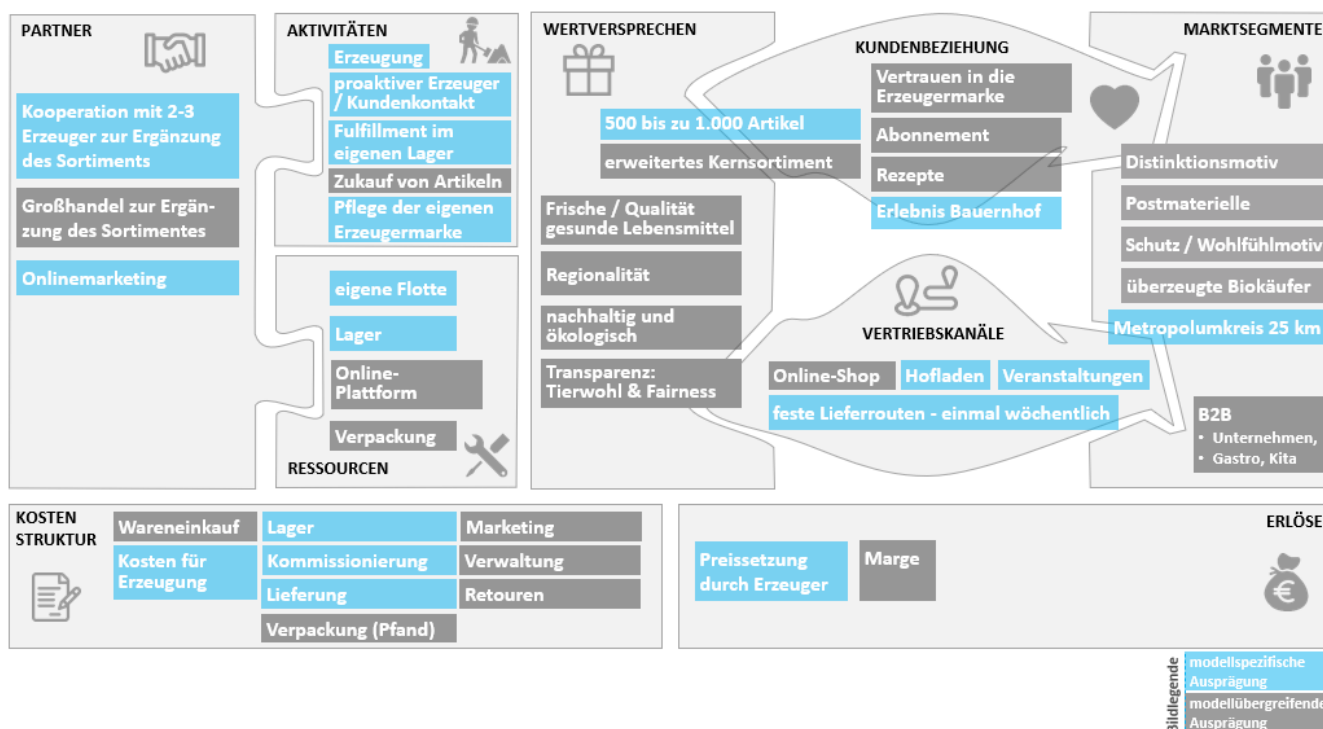 PARTNER
Kooperation mit 2-3
Erzeuger zur Ergänzung
des Sortiments
Großhandel zur Ergän-
zung des Sortimentes
Onlinemarketing
AKTIVITÄTEN
Erzeugung
proaktiver Erzeuger
/ Kundenkontakt
Fulfillment im
eigenen Lager
Zukauf von Artikeln
Pflege der eigenen
Erzeugermarke
eigene Flotte
Lager
Online-
Plattform
Verpackung
RESSOURCEN
WERTVERSPRECHEN
500 bis zu 1.000 Artikel
erweitertes Kernsortiment
Frische / Qualität
gesunde Lebensmittel
Regionalität
nachhaltig und
ökologisch
Transparenz:
Tierwohl & Fairness
KUNDENBEZIEHUNG
Vertrauen in die
Erzeugermarke
Abonnement
Rezepte
Erlebnis Bauernhof
VERTRIEBSKANÄLE
Online-Shop
Hofladen
Veranstaltungen
feste Lieferrouten - einmal wöchentlich
MARKTSEGMENTE
Distinktionsmotiv
Postmaterielle
Schutz / Wohlfühlmotiv
überzeugte Biokäufer
Metropolumkreis 25 km
B2B
• Unternehmen,
• Gastro, Kita
KOSTEN
STRUKTUR
Wareneinkauf
Kosten für
Erzeugung
Lager
Kommissionierung
Lieferung
Verpackung (Pfand)
Marketing
Verwaltung
Retouren
ERLÖSE
Preissetzung
durch Erzeuger
Marge
€
Bildlegende
modellspezifische
Ausprägung
modellübergreifende
Ausprägung